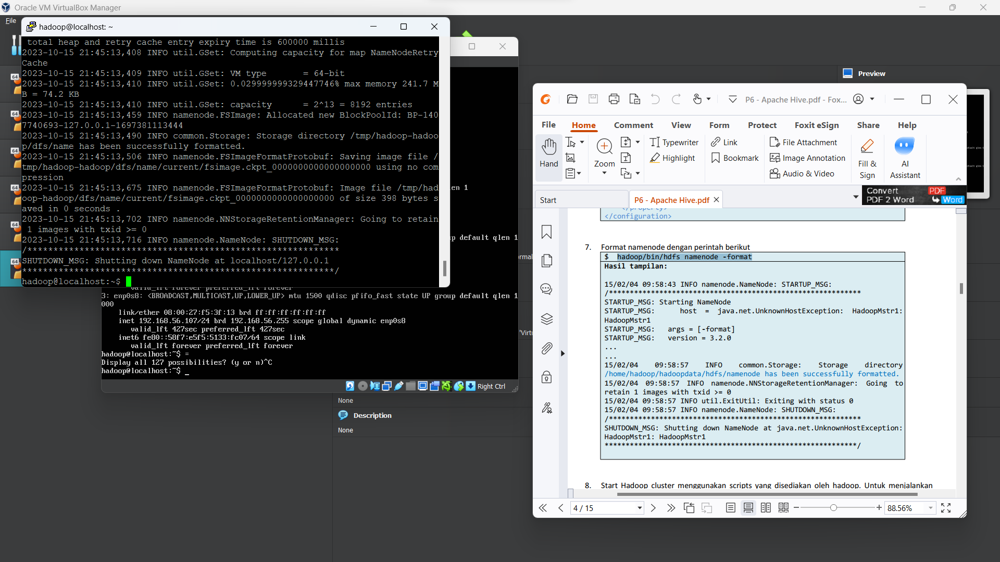 Oracle VM VirtualBox Manager
File
hadoop@localhost: ~
total heap and retry cache entry expiry time is 600000 millis
2023-10-15 21:45:13,408 INFO util.GSet: Computing capacity for map NameNodeRetry
Cache
2023-10-15 21:45:13,409 INFO util.GSet: VM type       = 64-bit
2023-10-15 21:45:13,410 INFO util.GSet: 0.029999999329447746% max memory 241.7 M
B = 74.2 KB
2023-10-15 21:45:13,410 INFO util.GSet: capacity      = 2^13 = 8192 entries
2023-10-15 21:45:13,459 INFO namenode.FSImage: Allocated new BlockPoolId: BP-140
7740693-127.0.0.1-1697381113444
2023-10-15 21:45:13,490 INFO common.Storage: Storage directory /tmp/hadoop-hadoo
p/dfs/name has been successfully formatted.
2023-10-15 21:45:13,506 INFO namenode.FSImageFormatProtobuf: Saving image file /
tmp/hadoop-hadoop/dfs/name/current/fsimage.ckpt_0000000000000000000 using no com
pression
2023-10-15 21:45:13,675 INFO namenode.FSImageFormatProtobuf: Image file /tmp/had
oop-hadoop/dfs/name/current/fsimage.ckpt_0000000000000000000 of size 398 bytes s
aved in 0 seconds .
2023-10-15 21:45:13,702 INFO namenode.NNStorageRetentionManager: Going to retain
 1 images with txid >= 0
2023-10-15 21:45:13,716 INFO namenode.NameNode: SHUTDOWN_MSG:
/************************************************************
SHUTDOWN_MSG: Shutting down NameNode at localhost/127.0.0.1
************************************************************/
hadoop@localhost:~$
en 1
p default qlen 1
valid_lft forever preferred_lft forever
3: enp0s8: <BROADCAST,MULTICAST,UP,LOWER_UP> mtu 1500 qdisc pfifo_fast state UP group default qlen 1
000
link/ether 08:00:27:f5:3f:13 brd ff:ff:ff:ff:ff:ff
inet 192.168.56.107/24 brd 192.168.56.255 scope global dynamic enp0s8
valid_lft 427sec preferred_lft 427sec
inet6 fe80::58f7:e5f5:5133:fc07/64 scope link
valid_lft forever preferred_lft forever
hadoop@localhost:~$ =
Display all 127 possibilities? (y or n)^C
hadoop@localhost:~$ _
Right Ctrl
None
Description
None
Preview
P6 - Apache Hive.pdf - Fox...
File Home Comment View Form Protect Foxit eSign Share Help
Hand
Zoom
Typewriter
Highlight
Link
Bookmark
File Attachment
Image Annotation
Audio & Video
Fill &
Sign
AI
Assistant
Start
P6 - Apache Hive.pdf
Convert PDF
PDF 2 Word Word
</property>
</configuration>
7. Format namenode dengan perintah berikut
$ hadoop/bin/hdfs namenode -format
Hasil tampilan:
15/02/04 09:58:43 INFO namenode.NameNode: STARTUP_MSG:
/************************************************************
STARTUP_MSG: Starting NameNode
STARTUP_MSG: host = java.net.UnknownHostException: HadoopMstr1:
HadoopMstr1
STARTUP_MSG: args = [-format]
STARTUP_MSG: version = 3.2.0
...
...
15/02/04 09:58:57 INFO common.Storage: Storage directory
/home/hadoop/hadoopdata/hdfs/namenode has been successfully formatted.
15/02/04 09:58:57 INFO namenode.NNStorageRetentionManager: Going to
retain 1 images with txid >= 0
15/02/04 09:58:57 INFO util.ExitUtil: Exiting with status 0
15/02/04 09:58:57 INFO namenode.NameNode: SHUTDOWN_MSG:
/************************************************************
SHUTDOWN_MSG: Shutting down NameNode at java.net.UnknownHostException:
HadoopMstr1: HadoopMstr1
************************************************************/
8. Start Hadoop cluster menggunakan scripts yang disediakan oleh hadoop. Untuk menjalankan
4 / 15
88.56%